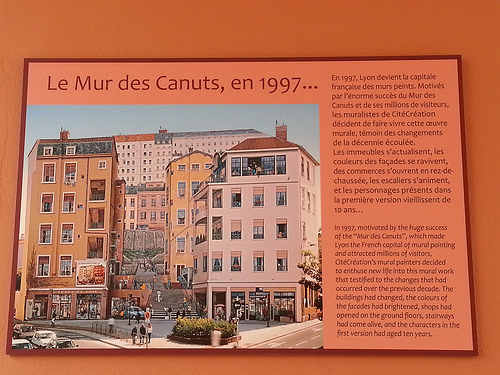 Le Mur des Canuts, en 1997...
En 1997, Lyon devient la capitale
française des murs peints. Motivés
par l'énorme succès du Mur des
Canuts et de ses millions de visiteurs,
les muralistes de CitéCréation
décident de faire vivre cette œuvre
murale, témoin des changements
de la décennie écoulée.
Les immeubles s'actualisent, les
couleurs des façades se ravivent,
des commerces s'ouvrent en rez-de-
chaussée, les escaliers s'animent,
et les personnages présents dans
la première version vieillissent de
10 ans...
In 1997, motivated by the huge success
of the "Mur des Canuts", which made
Lyon the French capital of mural painting
and attracted millions of visitors,
CitéCréation's mural painters decided
to enthuse new life into this mural work
that testified to the changes that had
occurred over the previous decade. The
buildings had changed, the colours of
the facades had brightened, shops had
opened on the ground floors, stairways
had come alive, and the characters in the
first version had aged ten years.